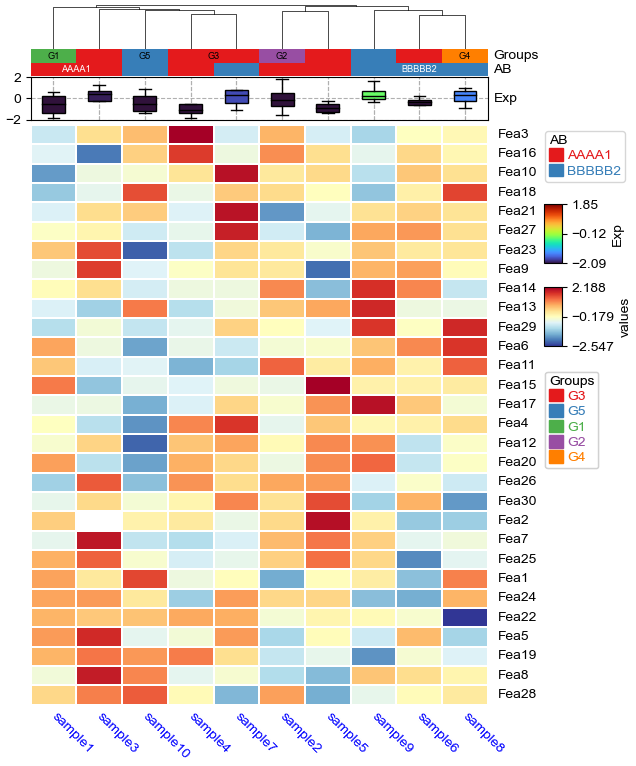 G1 G5 G3 G2 G4 Groups
AAAA1 BBBBB2 AB
2
0 Exp
−2
Fea3
Fea16
Fea10
Fea18
Fea21
Fea27
Fea23
Fea9
Fea14
Fea13
Fea29
Fea6
Fea11
Fea15
Fea17
Fea4
Fea12
Fea20
Fea26
Fea30
Fea2
Fea7
Fea25
Fea1
Fea24
Fea22
Fea5
Fea19
Fea8
Fea28
sample1
sample3
sample10
sample4
sample7
sample2
sample5
sample9
sample6
sample8
AB
AAAA1
BBBBB2
1.85
−0.12
−2.09
Exp
2.188
−0.179
−2.547
values
Groups
G3
G5
G1
G2
G4